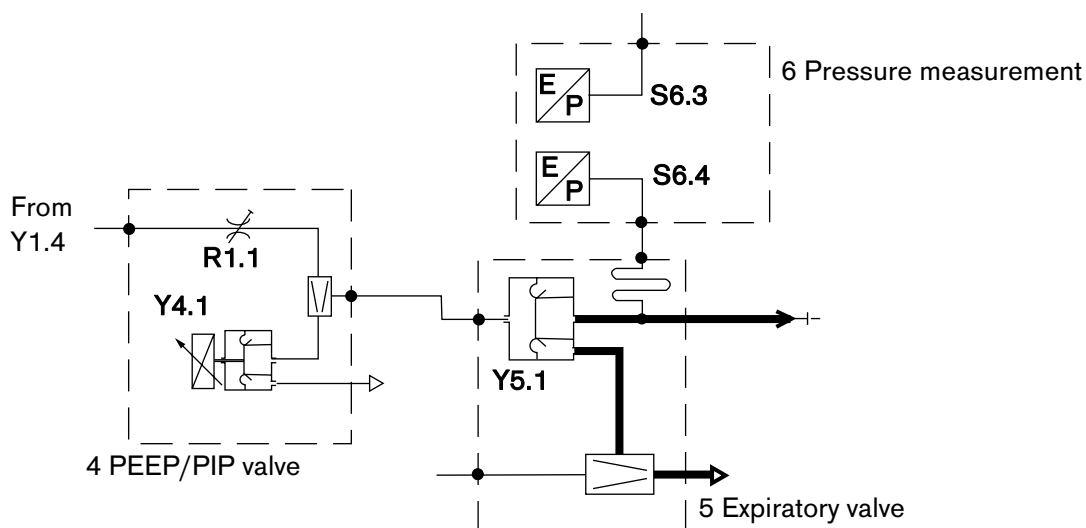 6 Pressure measurement
E
P
S6.3
E
P
S6.4
From
Y1.4
R1.1
Y4.1
Y5.1
4 PEEP/PIP valve
5 Expiratory valve